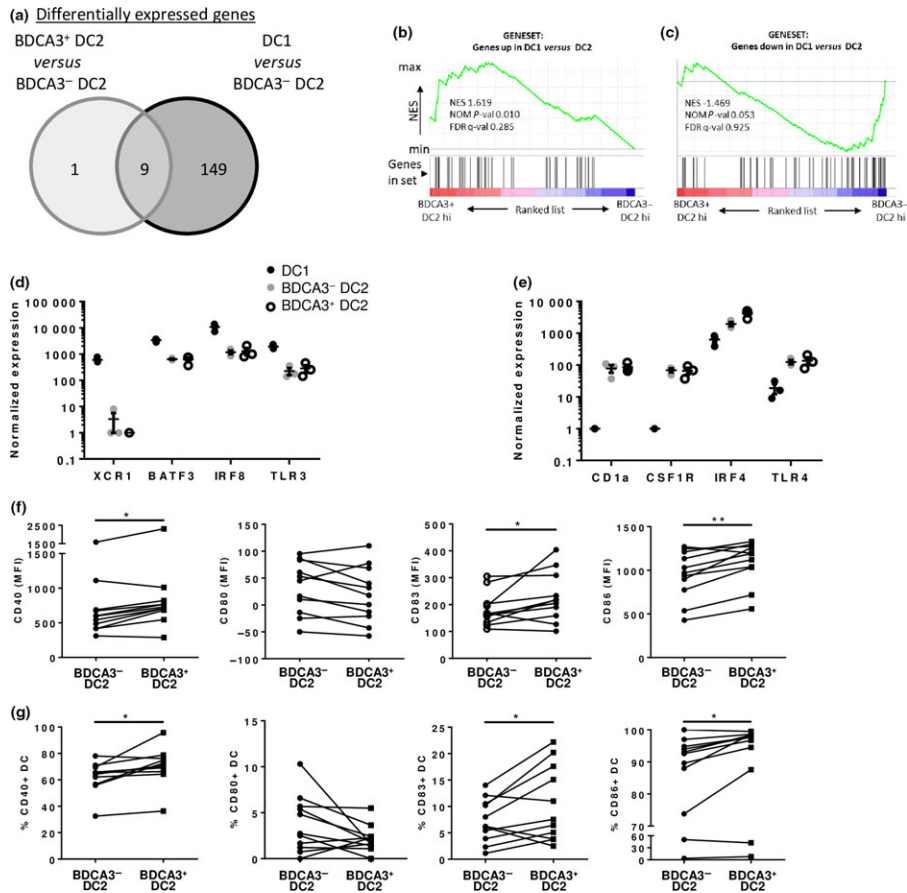 (a) Differentially expressed genes
BDCA3+ DC2
versus
BDCA3– DC2
DC1
versus
BDCA3– DC2
1
9
149
(b)
GENESET:
Genes up in DC1 versus DC2
max
NES
min
NES 1.619
NOM P-val 0.010
FDR q-val 0.285
Genes
in set
BDCA3+
DC2 hi
Ranked list
BDCA3–
DC2 hi
(c)
GENESET:
Genes down in DC1 versus DC2
NES -1.469
NOM P-val 0.053
FDR q-val 0.925
BDCA3+
DC2 hi
Ranked list
BDCA3–
DC2 hi
(d)
DC1
BDCA3– DC2
BDCA3+ DC2
Normalized expression
100 000
10 000
1000
100
10
1
0.1
XCR1 BATF3 IRF8 TLR3
(e)
Normalized expression
10 000
1000
100
10
1
0.1
CD1a CSF1R IRF4 TLR4
(f)
CD40 (MFI)
2500
1500
1500
1000
500
0
*
BDCA3– BDCA3+
DC2 DC2
CD80 (MFI)
150
100
50
0
−50
−100
BDCA3– BDCA3+
DC2 DC2
CD83 (MFI)
500
400
300
200
100
0
*
BDCA3– BDCA3+
DC2 DC2
CD86 (MFI)
1500
1000
500
0
**
BDCA3– BDCA3+
DC2 DC2
(g)
% CD40+ DC
100
80
60
40
20
0
*
BDCA3– BDCA3+
DC2 DC2
% CD80+ DC
15
10
5
0
BDCA3– BDCA3+
DC2 DC2
% CD83+ DC
25
20
15
10
5
0
*
BDCA3– BDCA3+
DC2 DC2
% CD86+ DC
100
90
80
70
60
30
0
*
BDCA3– BDCA3+
DC2 DC2